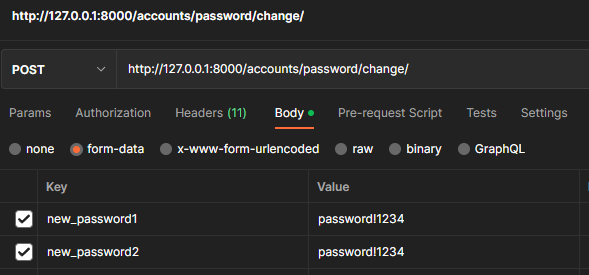 http://127.0.0.1:8000/accounts/password/change/
POST http://127.0.0.1:8000/accounts/password/change/
Params Authorization Headers (11) Body Pre-request Script Tests Settings
none form-data x-www-form-urlencoded raw binary GraphQL
Key Value
new_password1 password!1234
new_password2 password!1234